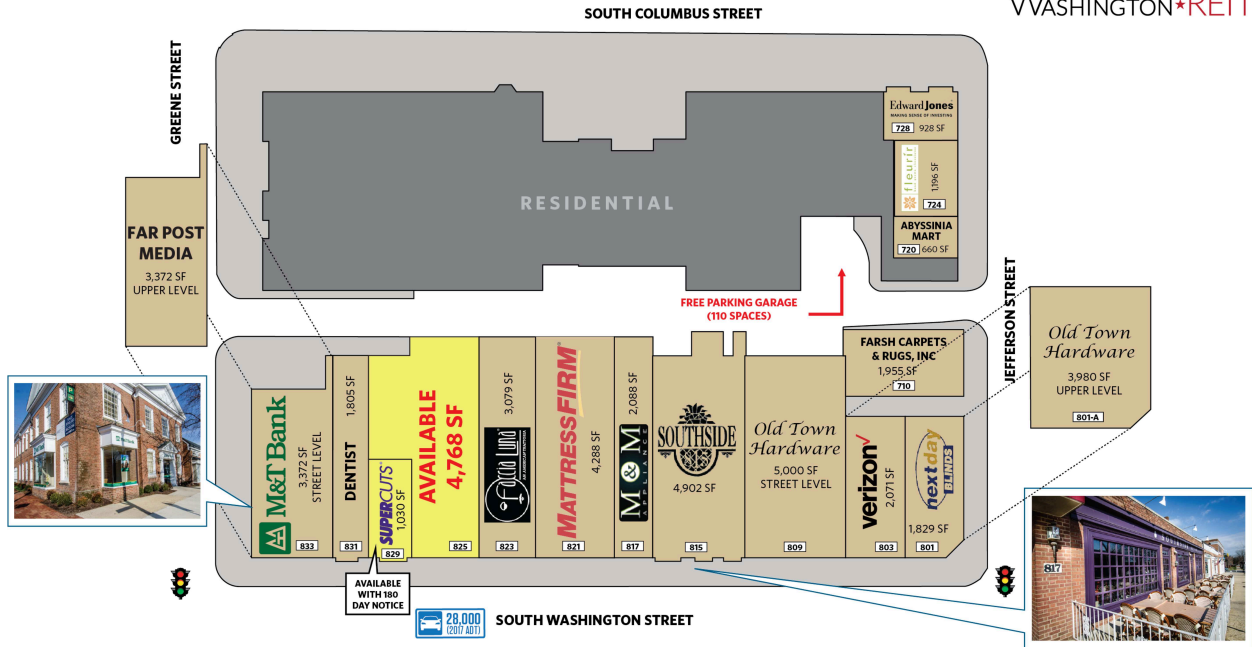 WASHINGTON★REIT
SOUTH COLUMBUS STREET
GREENE STREET
Edward Jones
MAKING SENSE OF INVESTING
728 928 SF
fleurir
1,196 SF
724
ABYSSINIA
MART
720 660 SF
RESIDENTIAL
FAR POST
MEDIA
3,372 SF
UPPER LEVEL
FREE PARKING GARAGE
(110 SPACES)
JEFFERSON STREET
Old Town
Hardware
3,980 SF
UPPER LEVEL
801-A
FARSH CARPETS
& RUGS, INC
1,955 SF
710
M&T Bank
3,372 SF
STREET LEVEL
833
DENTIST
1,805 SF
831
SUPERCUTS
1,030 SF
829
AVAILABLE
4,768 SF
825
3,079 SF
Faccia Luna
823
MATTRESSFIRM
4,288 SF
821
2,088 SF
M & M
APPLIANCE
817
SOUTHSIDE
4,902 SF
815
Old Town
Hardware
5,000 SF
STREET LEVEL
809
verizon
2,071 SF
803
next day
BLINDS
1,829 SF
801
AVAILABLE
WITH 180
DAY NOTICE
28,000
(2017 ADT)
SOUTH WASHINGTON STREET
817